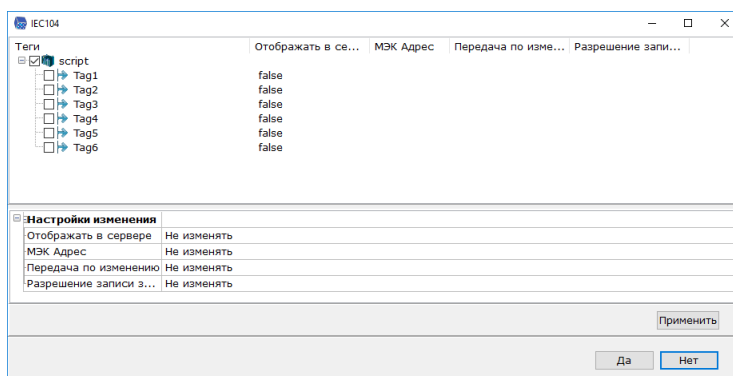 IEC104
Теги Отображать в се... МЭК Адрес Передача по изме... Разрешение запи...
script
Tag1 false
Tag2 false
Tag3 false
Tag4 false
Tag5 false
Tag6 false
Настройки изменения
Отображать в сервере Не изменять
МЭК Адрес Не изменять
Передача по изменению Не изменять
Разрешение записи з... Не изменять
Применить
Да Нет